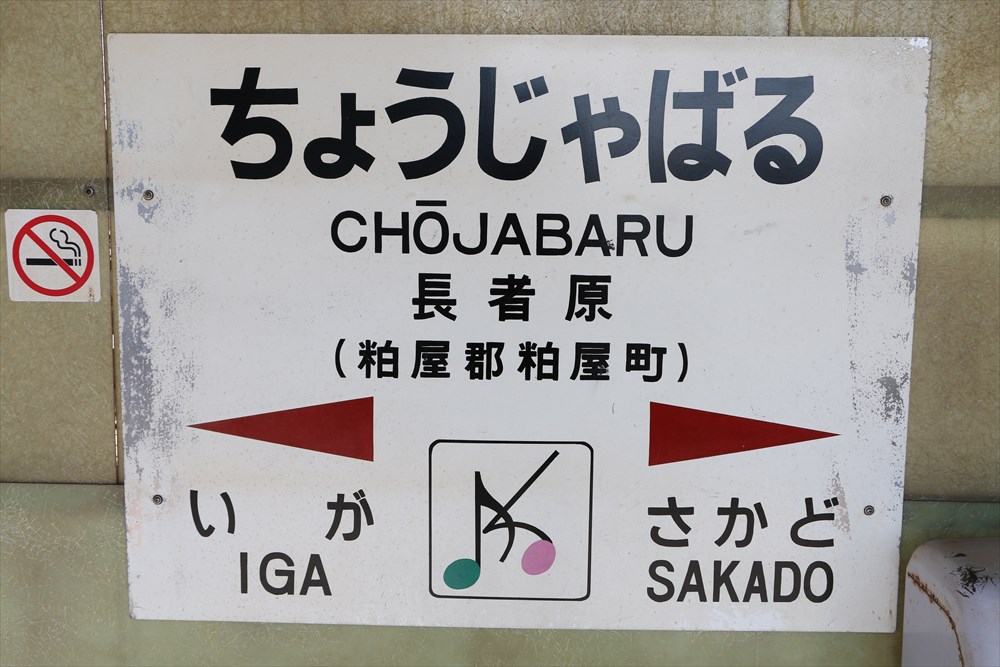 ちょうじゃばる
CHŌJABARU
長者原
(粕屋郡粕屋町)
いが さかど
IGA SAKADO